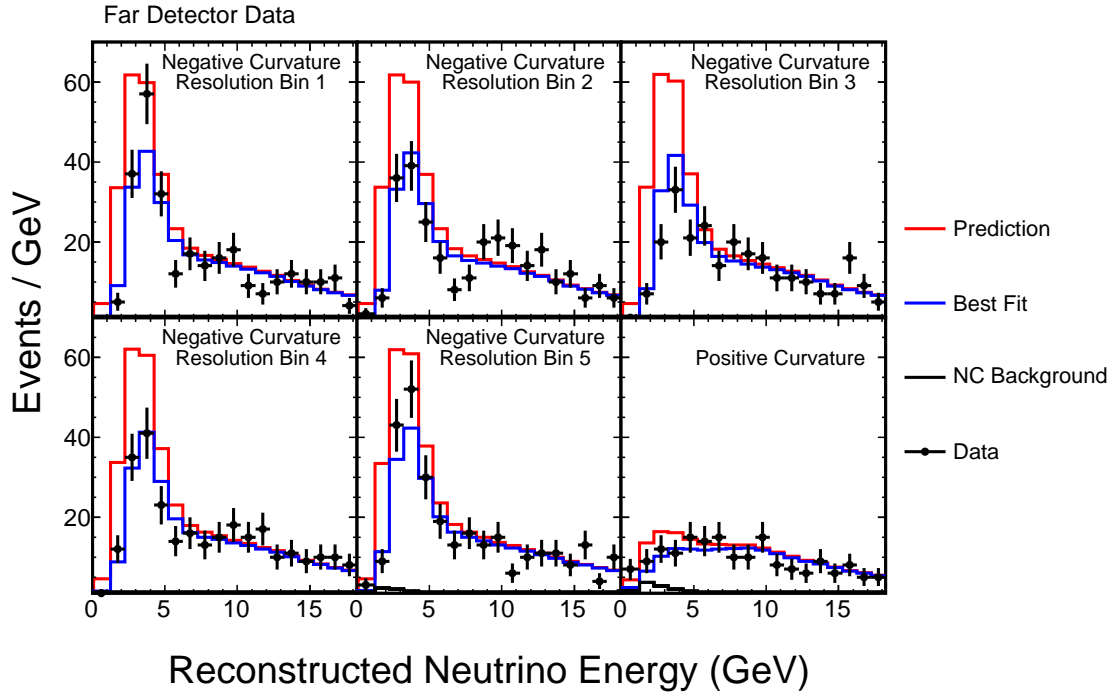 Far Detector Data
Negative Curvature
Resolution Bin 1
Negative Curvature
Resolution Bin 2
Negative Curvature
Resolution Bin 3
60
40
20
Negative Curvature
Resolution Bin 4
Negative Curvature
Resolution Bin 5
Positive Curvature
60
40
20
0 5 10 15 0 5 10 15 0 5 10 15
Events / GeV
Reconstructed Neutrino Energy (GeV)
Prediction
Best Fit
NC Background
Data